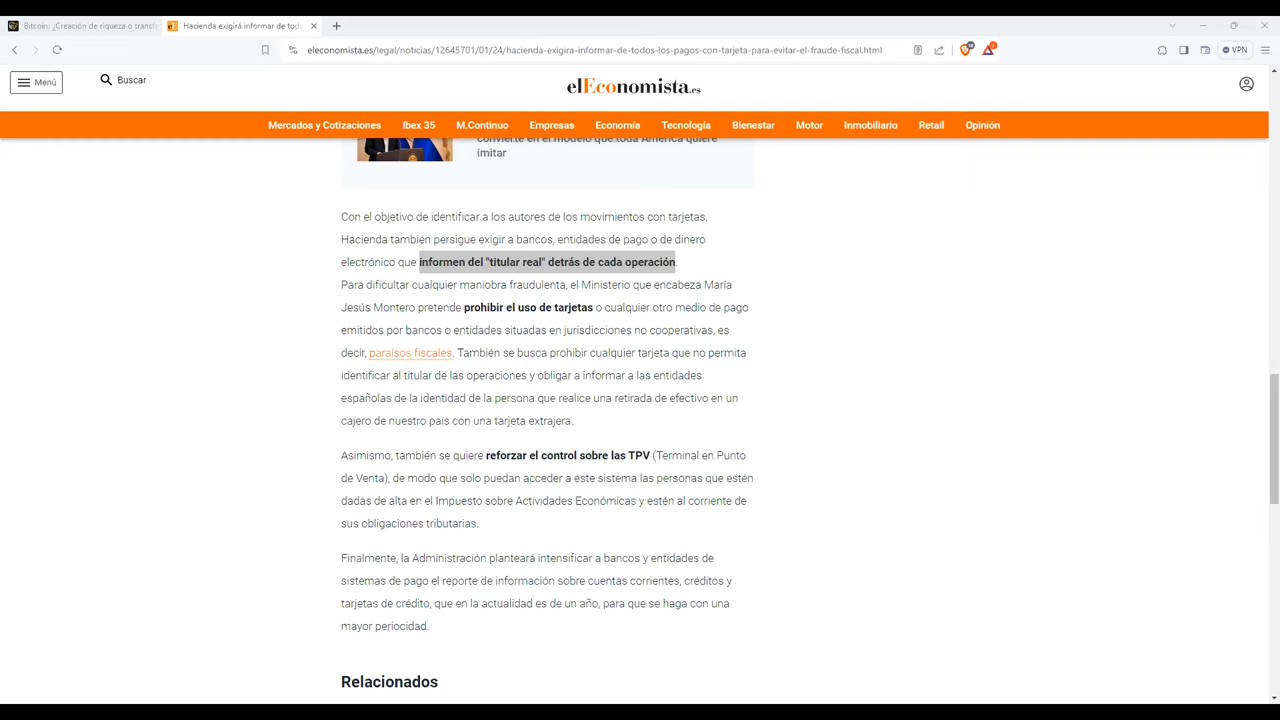 Bitcoin: ¿Creación de riqueza o transf
Hacienda exigirá informar de tod
eleconomista.es/legal/noticias/12645701/01/24/hacienda-exigira-informar-de-todos-los-pagos-con-tarjeta-para-evitar-el-fraude-fiscal.html
VPN
Menú
Buscar
elEconomista.es
Mercados y Cotizaciones
Ibex 35
M.Continuo
Empresas
Economía
Tecnología
Bienestar
Motor
Inmobiliario
Retail
Opinión
convierte en el modelo que toda América quiere
imitar
Con el objetivo de identificar a los autores de los movimientos con tarjetas,
Hacienda también persigue exigir a bancos, entidades de pago o de dinero
electrónico que informen del "titular real" detrás de cada operación.
Para dificultar cualquier maniobra fraudulenta, el Ministerio que encabeza María
Jesús Montero pretende prohibir el uso de tarjetas o cualquier otro medio de pago
emitidos por bancos o entidades situadas en jurisdicciones no cooperativas, es
decir, paraísos fiscales. También se busca prohibir cualquier tarjeta que no permita
identificar al titular de las operaciones y obligar a informar a las entidades
españolas de la identidad de la persona que realice una retirada de efectivo en un
cajero de nuestro país con una tarjeta extrajera.
Asimismo, también se quiere reforzar el control sobre las TPV (Terminal en Punto
de Venta), de modo que solo puedan acceder a este sistema las personas que estén
dadas de alta en el Impuesto sobre Actividades Económicas y estén al corriente de
sus obligaciones tributarias.
Finalmente, la Administración planteará intensificar a bancos y entidades de
sistemas de pago el reporte de información sobre cuentas corrientes, créditos y
tarjetas de crédito, que en la actualidad es de un año, para que se haga con una
mayor periocidad.
Relacionados